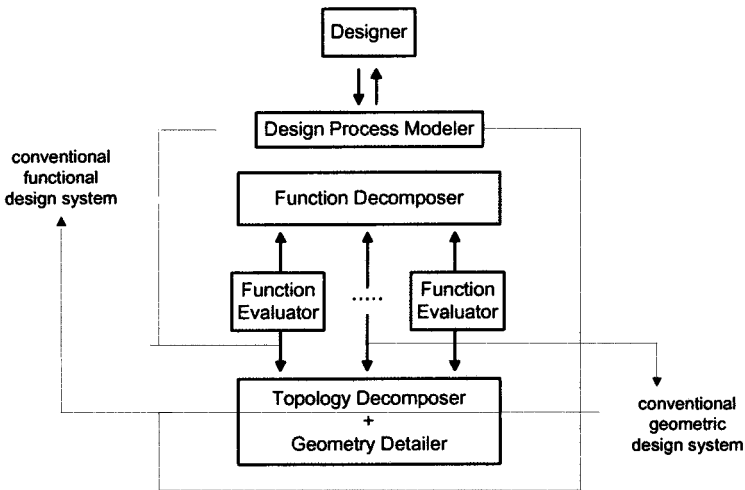 Designer
Design Process Modeler
conventional
functional
design system
Function Decomposer
Function
Evaluator
.....
Function
Evaluator
Topology Decomposer
+
Geometry Detailer
conventional
geometric
design system